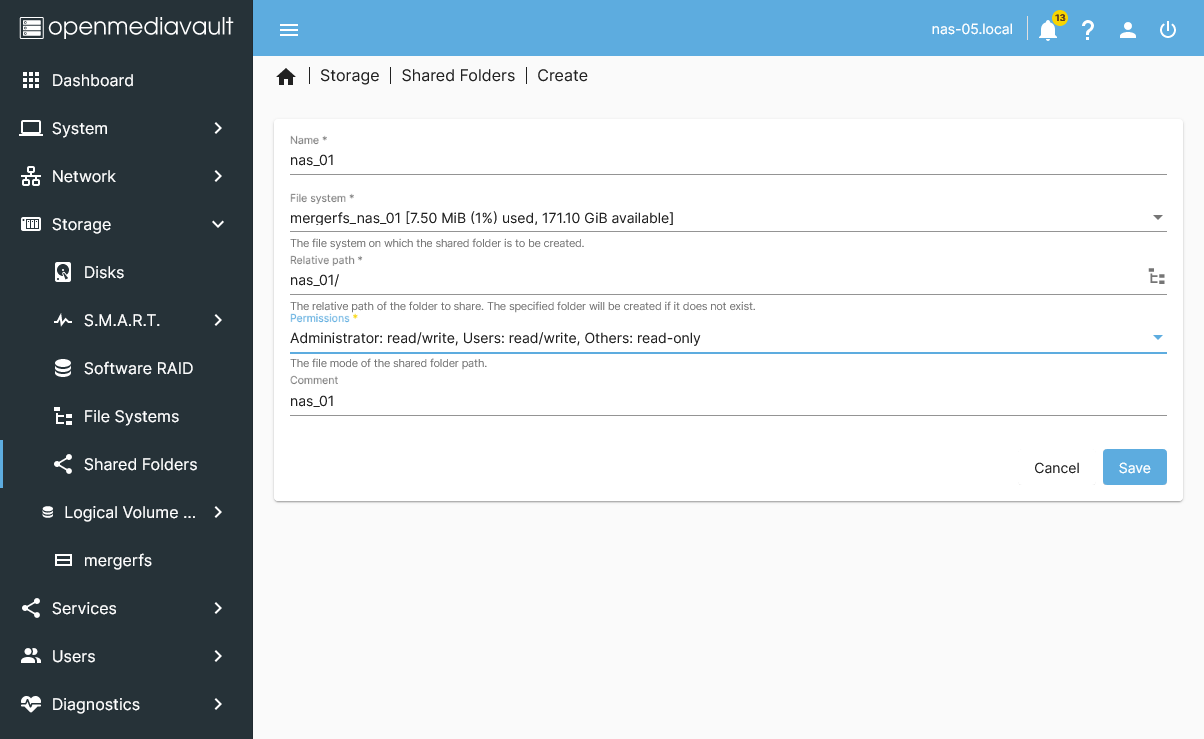 openmediavault
nas-05.local
13
Dashboard
System
Network
Storage
Disks
S.M.A.R.T.
Software RAID
File Systems
Shared Folders
Logical Volume ...
mergerfs
Services
Users
Diagnostics
Storage | Shared Folders | Create
Name *
nas_01
File system *
mergerfs_nas_01 [7.50 MiB (1%) used, 171.10 GiB available]
The file system on which the shared folder is to be created.
Relative path *
nas_01/
The relative path of the folder to share. The specified folder will be created if it does not exist.
Permissions *
Administrator: read/write, Users: read/write, Others: read-only
The file mode of the shared folder path.
Comment
nas_01
Cancel
Save